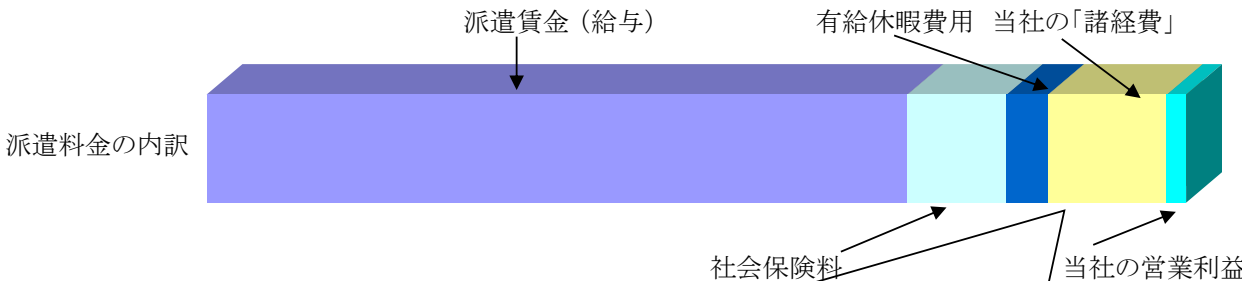 派遣賃金（給与）
有給休暇費用
当社の「諸経費」
派遣料金の内訳
社会保険料
当社の営業利益